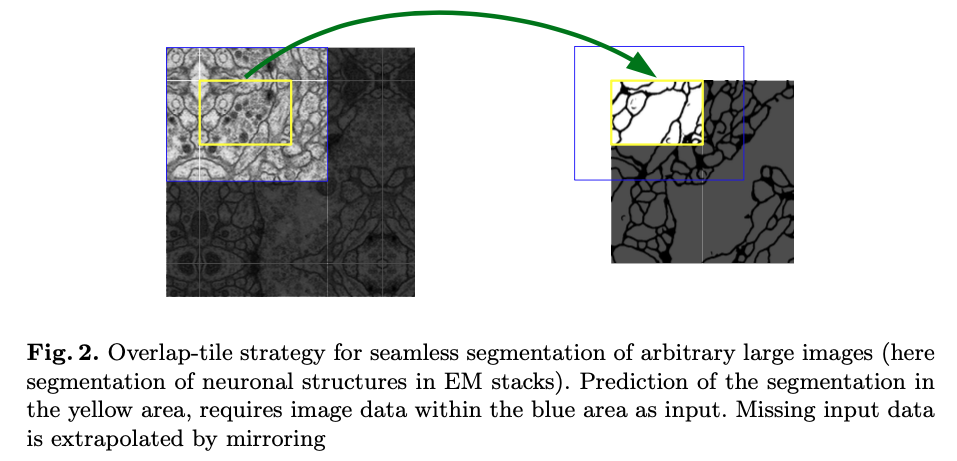 Fig. 2. Overlap-tile strategy for seamless segmentation of arbitrary large images (here
segmentation of neuronal structures in EM stacks). Prediction of the segmentation in
the yellow area, requires image data within the blue area as input. Missing input data
is extrapolated by mirroring